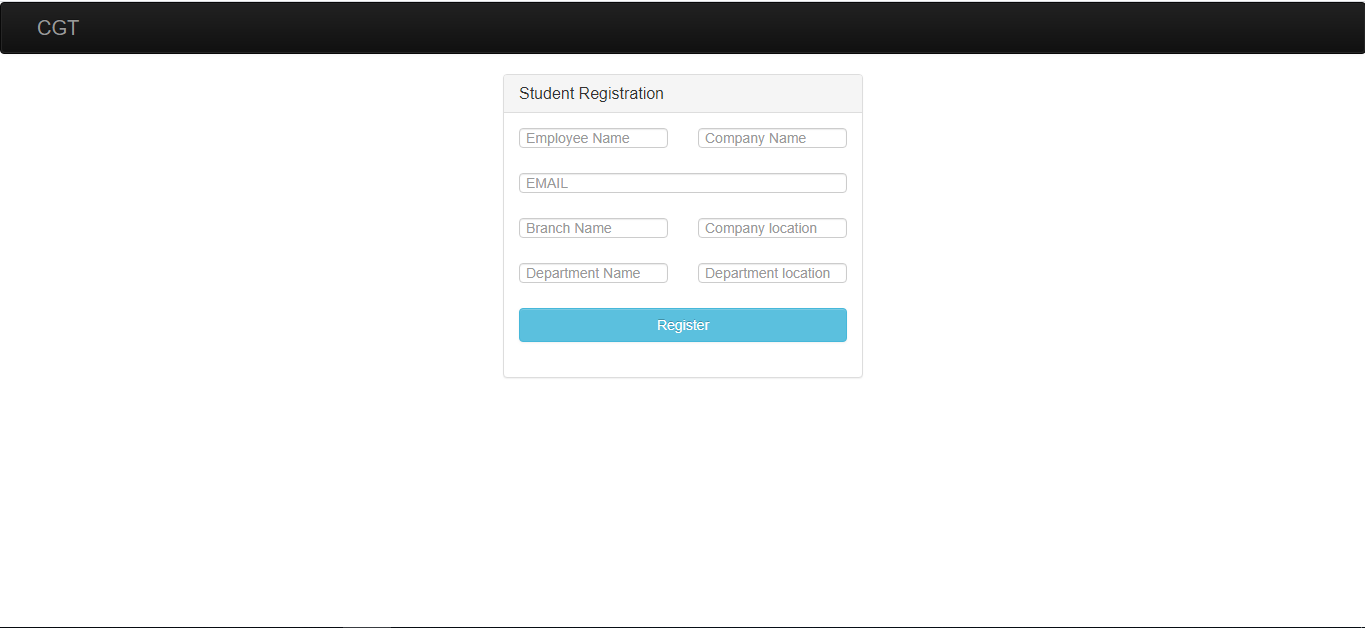 CGT
Student Registration
Employee Name Company Name
EMAIL
Branch Name Company location
Department Name Department location
Register